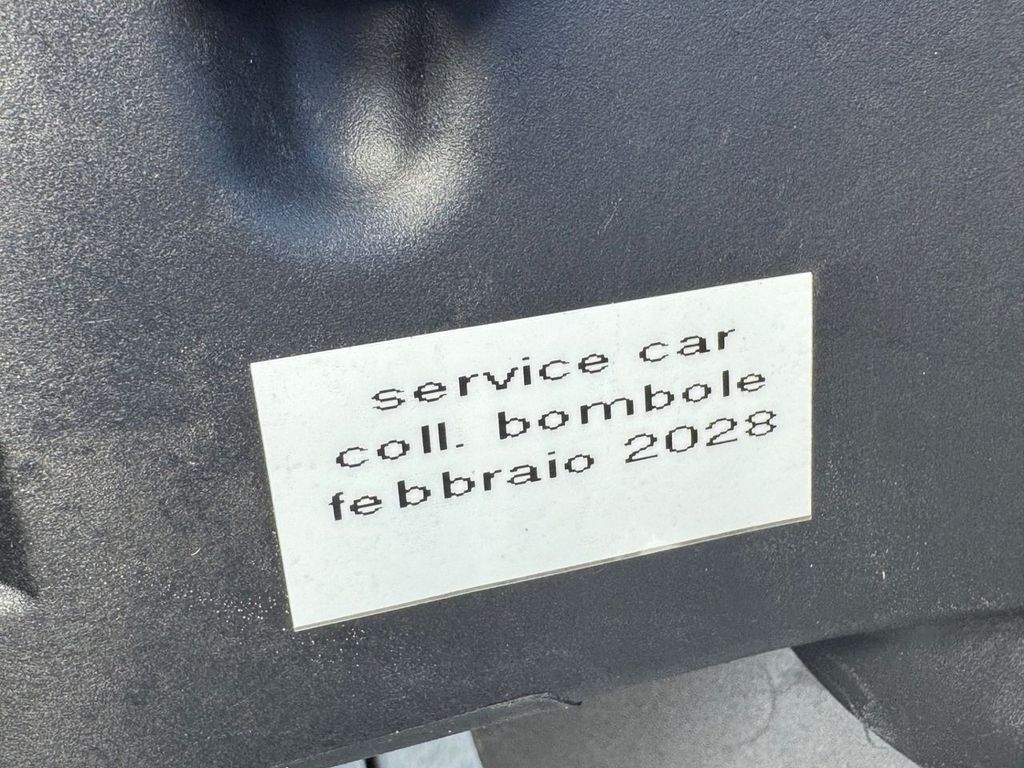 service car
coll. bombole
febbraio 2028